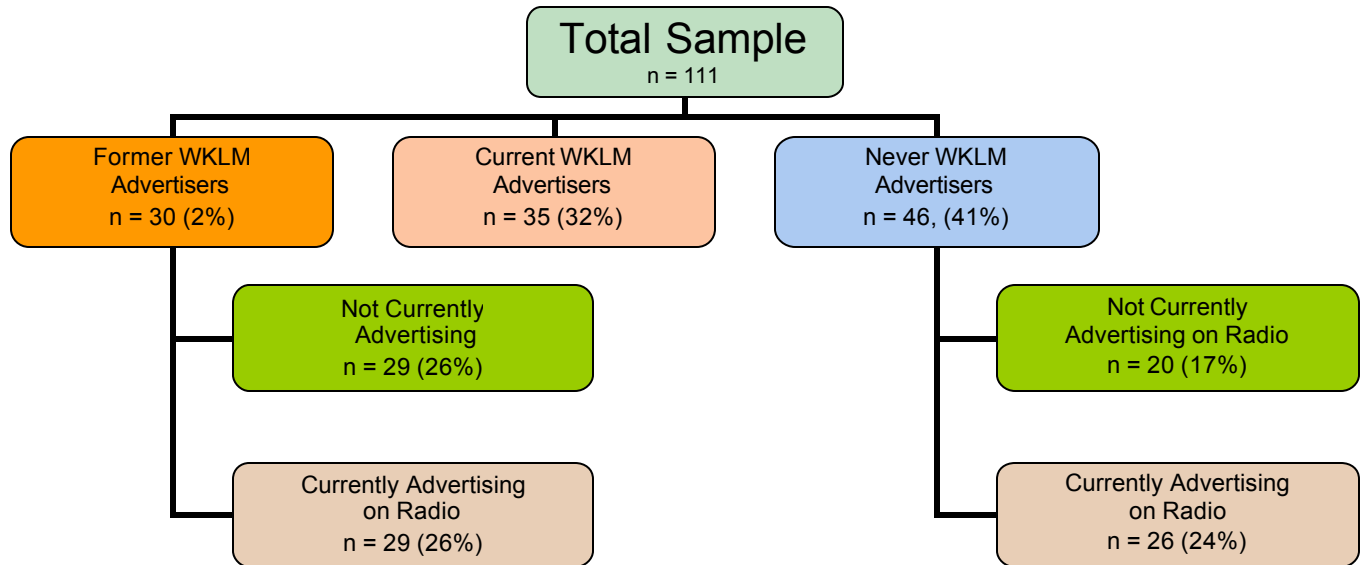 Total Sample
n = 111
Former WKLM
Advertisers
n = 30 (2%)
Current WKLM
Advertisers
n = 35 (32%)
Never WKLM
Advertisers
n = 46, (41%)
Not Currently
Advertising
n = 29 (26%)
Not Currently
Advertising on Radio
n = 20 (17%)
Currently Advertising
on Radio
n = 29 (26%)
Currently Advertising
on Radio
n = 26 (24%)